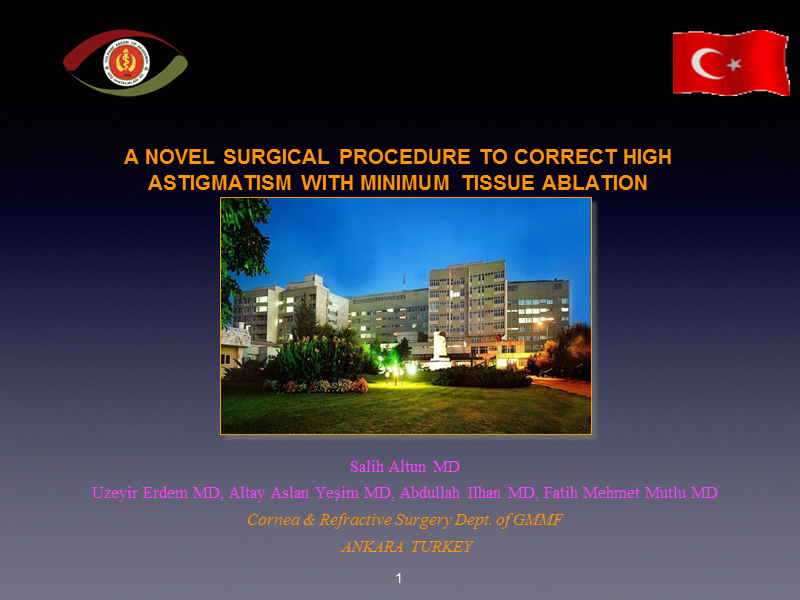 A NOVEL SURGICAL PROCEDURE TO CORRECT HIGH
ASTIGMATISM WITH MINIMUM TISSUE ABLATION
Salih Altun MD
Uzeyir Erdem MD, Altay Aslan Yeşim MD, Abdullah Ilhan MD, Fatih Mehmet Mutlu MD
Cornea & Refractive Surgery Dept. of GMMF
ANKARA TURKEY
1